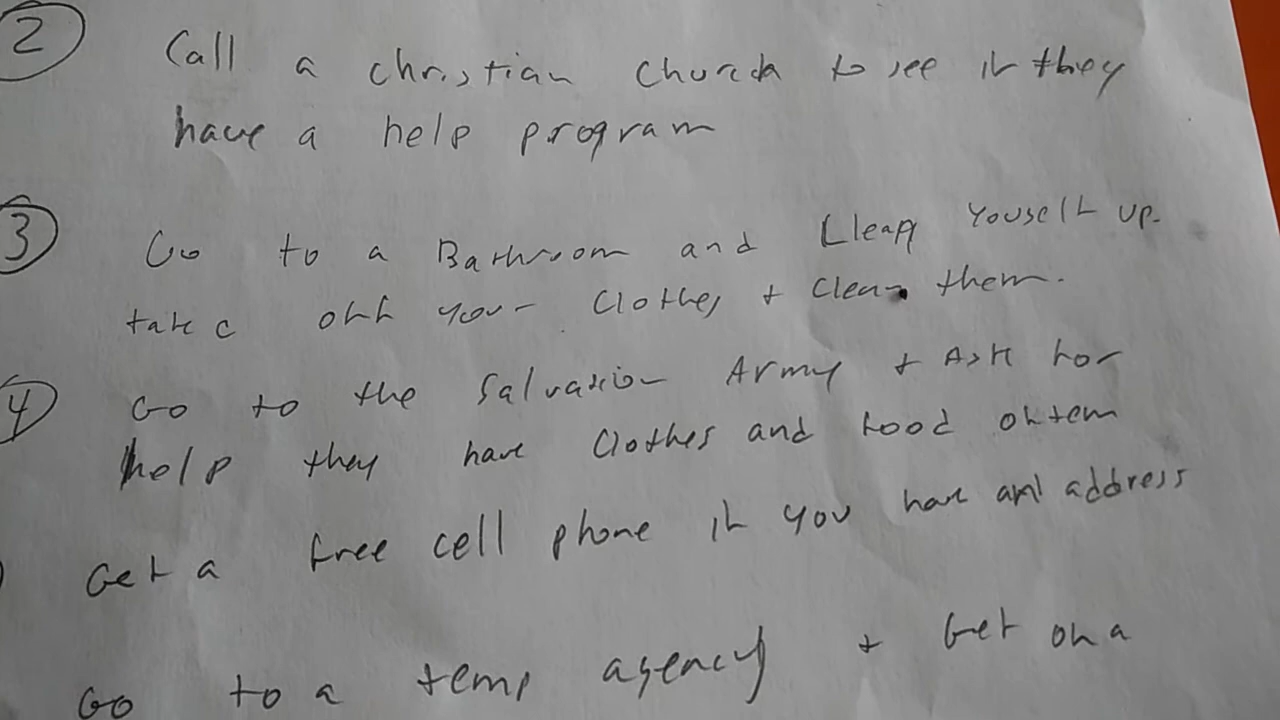 2 Call a christian church to see if they
have a help program
3 Go to a Bathroom and Clean Youself up.
take off your Clothes + Clean them.
4 Go to the Salvation Army + Ask for
help they have Clothes and food often
Get a free cell phone if you have an address
Go to a temp agency + Get on a